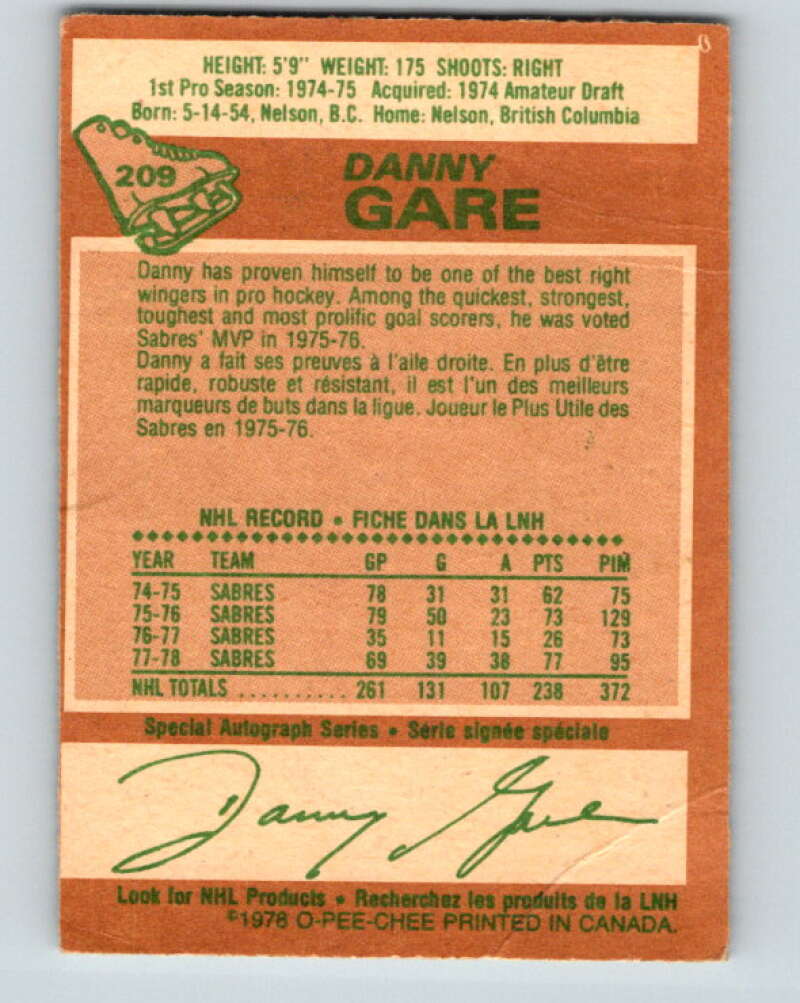 HEIGHT: 5'9" WEIGHT: 175 SHOOTS: RIGHT
1st Pro Season: 1974-75 Acquired: 1974 Amateur Draft
Born: 5-14-54, Nelson, B.C. Home: Nelson, British Columbia
209
DANNY
GARE
Danny has proven himself to be one of the best right
wingers in pro hockey. Among the quickest, strongest,
toughest and most prolific goal scorers, he was voted
Sabres' MVP in 1975-76.
Danny a fait ses preuves à l'aile droite. En plus d'être
rapide, robuste et résistant, il est l'un des meilleurs
marqueurs de buts dans la ligue. Joueur le Plus Utile des
Sabres en 1975-76.
NHL RECORD • FICHE DANS LA LNH
YEAR TEAM GP G A PTS PIM
74-75 SABRES 78 31 31 62 75
75-76 SABRES 79 50 23 73 129
76-77 SABRES 35 11 15 26 73
77-78 SABRES 69 39 38 77 95
NHL TOTALS .......... 261 131 107 238 372
Special Autograph Series • Série signée spéciale
Danny Gare
Look for NHL Products • Recherchez les produits de la LNH
©1978 O-PEE-CHEE PRINTED IN CANADA.